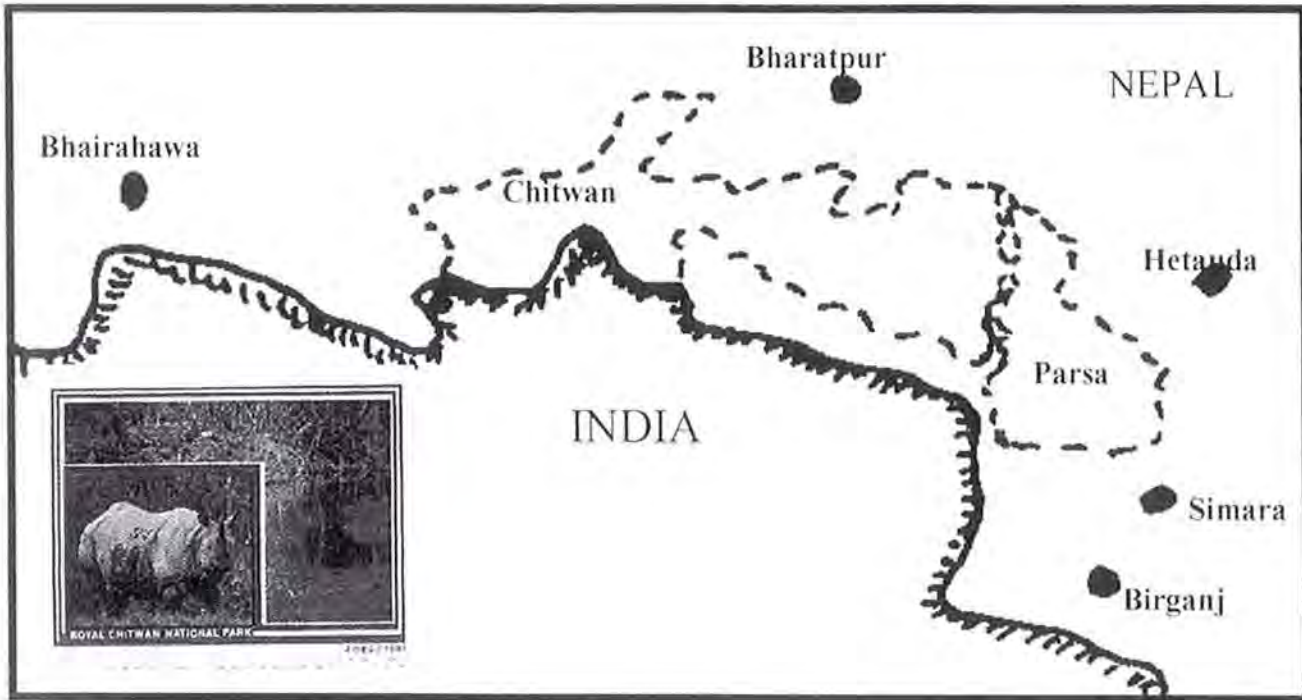 Bharatpur
NEPAL
Bhairahawa
Chitwan
Hetauda
Parsa
INDIA
Simara
Birganj
ROYAL CHITWAN NATIONAL PARK